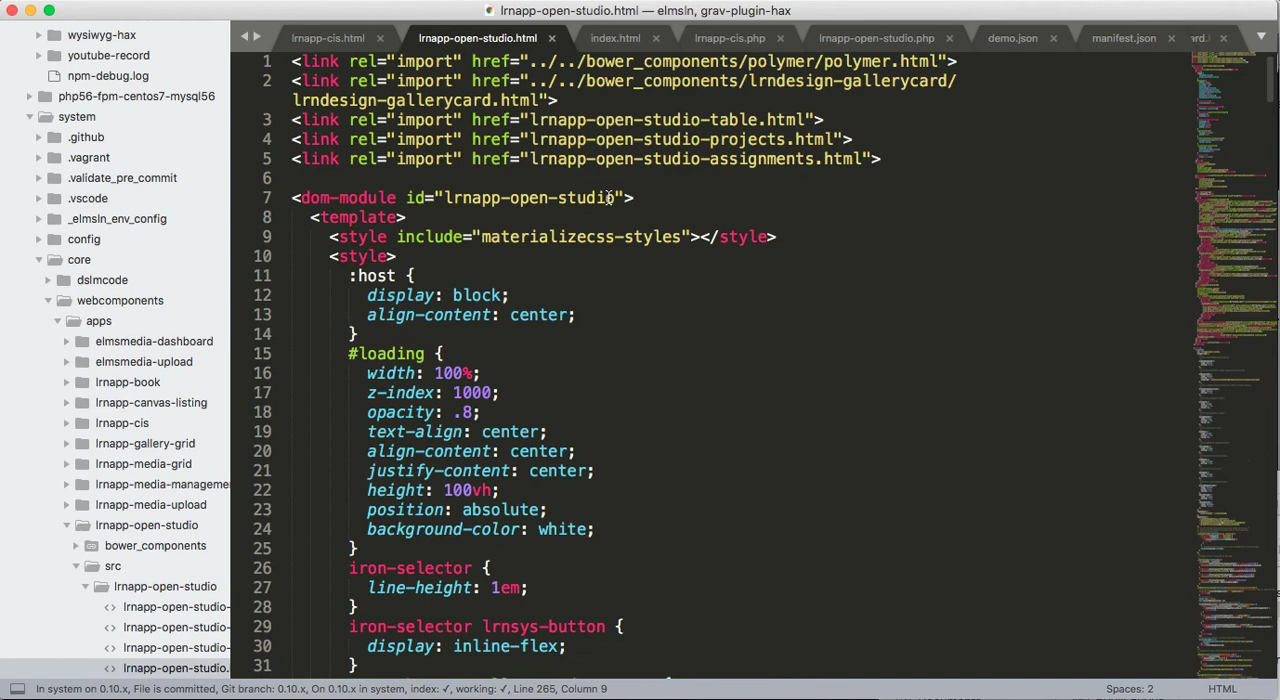 lrnapp-open-studio.html — elmsln, grav-plugin-hax
lrnapp-cis.html × lrnapp-open-studio.html × index.html × lrnapp-cis.php × lrnapp-open-studio.php × demo.json × manifest.json × ard.l ×
wysiwyg-hax
youtube-record
npm-debug.log
php56-fpm-centos7-mysql56
system
.github
.vagrant
.validate_pre_commit
.vscode
_elmsln_env_config
config
core
dslmcode
webcomponents
apps
elmsmedia-dashboard
elmsmedia-upload
lrnapp-book
lrnapp-canvas-listing
lrnapp-cis
lrnapp-gallery-grid
lrnapp-media-grid
lrnapp-media-manageme
lrnapp-media-upload
lrnapp-open-studio
bower_components
src
lrnapp-open-studio
<> lrnapp-open-studio-
<> lrnapp-open-studio-
<> lrnapp-open-studio-
<> lrnapp-open-studio.
1 <link rel="import" href="../../bower_components/polymer/polymer.html">
2 <link rel="import" href="../../bower_components/lrndesign-gallerycard/
lrndesign-gallerycard.html">
3 <link rel="import" href="lrnapp-open-studio-table.html">
4 <link rel="import" href="lrnapp-open-studio-projects.html">
5 <link rel="import" href="lrnapp-open-studio-assignments.html">
6
7 <dom-module id="lrnapp-open-studio">
8 <template>
9 <style include="materializecss-styles"></style>
10 <style>
11 :host {
12 display: block;
13 align-content: center;
14 }
15 #loading {
16 width: 100%;
17 z-index: 1000;
18 opacity: .8;
19 text-align: center;
20 align-content: center;
21 justify-content: center;
22 height: 100vh;
23 position: absolute;
24 background-color: white;
25 }
26 iron-selector {
27 line-height: 1em;
28 }
29 iron-selector lrnsys-button {
30 display: inline-flex;
31 }
In system on 0.10.x, File is committed, Git branch: 0.10.x, On 0.10.x in system, index: ✓, working: ✓, Line 265, Column 9 Spaces: 2 HTML